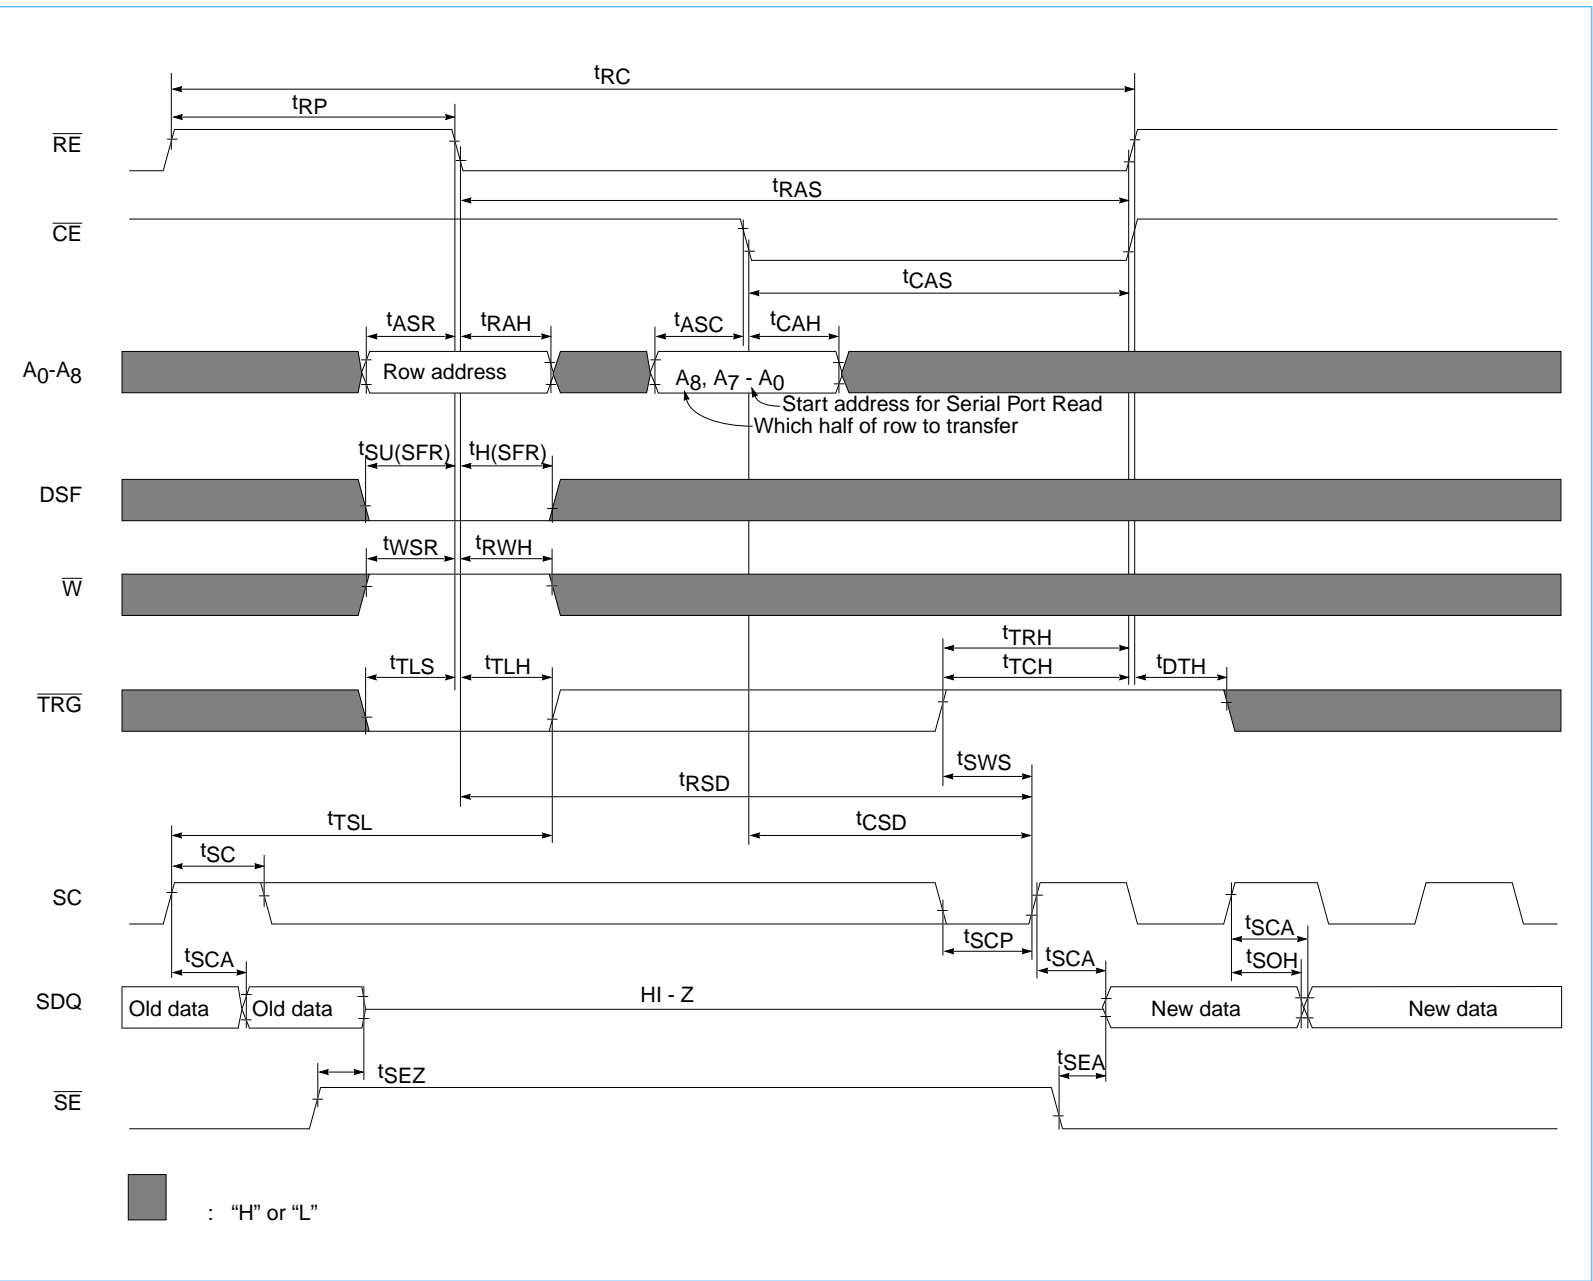 tRC
tRP
RE
tRAS
CE
tCAS
tASR tRAH tASC tCAH
A0-A8 Row address A8, A7 - A0
Start address for Serial Port Read
Which half of row to transfer
tSU(SFR) tH(SFR)
DSF
tWSR tRWH
W
tTRH
tTLS tTLH tTCH tDTH
TRG
tSWS
tRSD
tTSL tCSD
tSC
SC
tSCP tSCA
tSCA tSCA tSOH
SDQ Old data Old data HI - Z New data New data
tSEZ tSEA
SE
: “H” or “L”